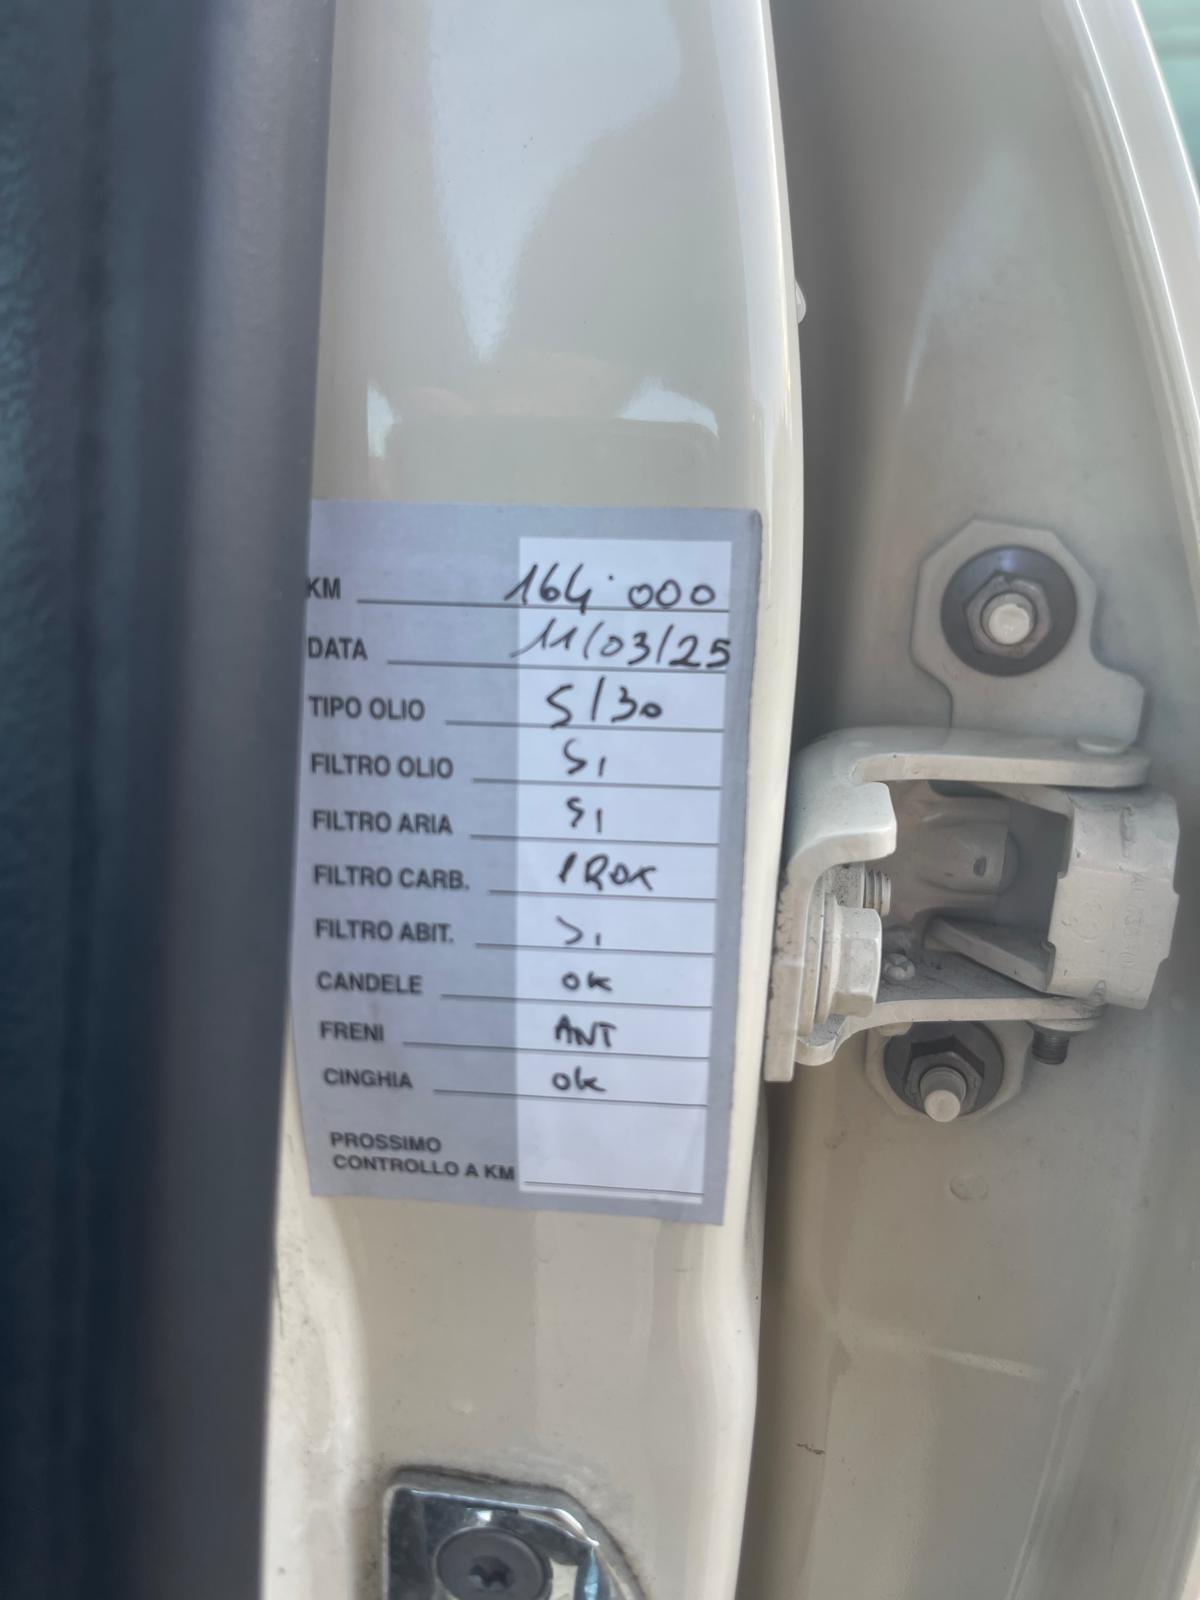 KM 164.000
DATA 11/03/25
TIPO OLIO 5/30
FILTRO OLIO Si
FILTRO ARIA Si
FILTRO CARB.
FILTRO ABIT. Si
CANDELE ok
FRENI ANT
CINGHIA ok
PROSSIMO
CONTROLLO A KM